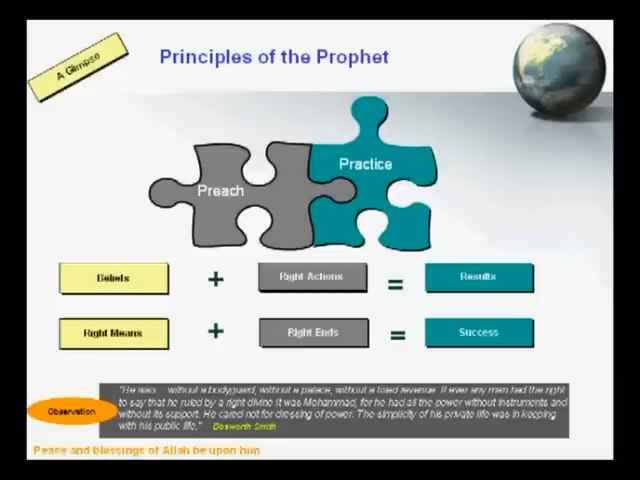 A Glimpse
Principles of the Prophet
Preach
Practice
Beliefs + Right Actions = Results
Right Means + Right Ends = Success
Observation
"He was without a bodyguard, without a palace, without a fixed revenue. If ever any man had the right
to say that he ruled by a right divine it was Mohammad, for he had all the power without instruments and
without its support. He cared not for dressing of power. The simplicity of his private life was in keeping
with his public life." Bosworth Smith
Peace and blessings of Allah be upon him